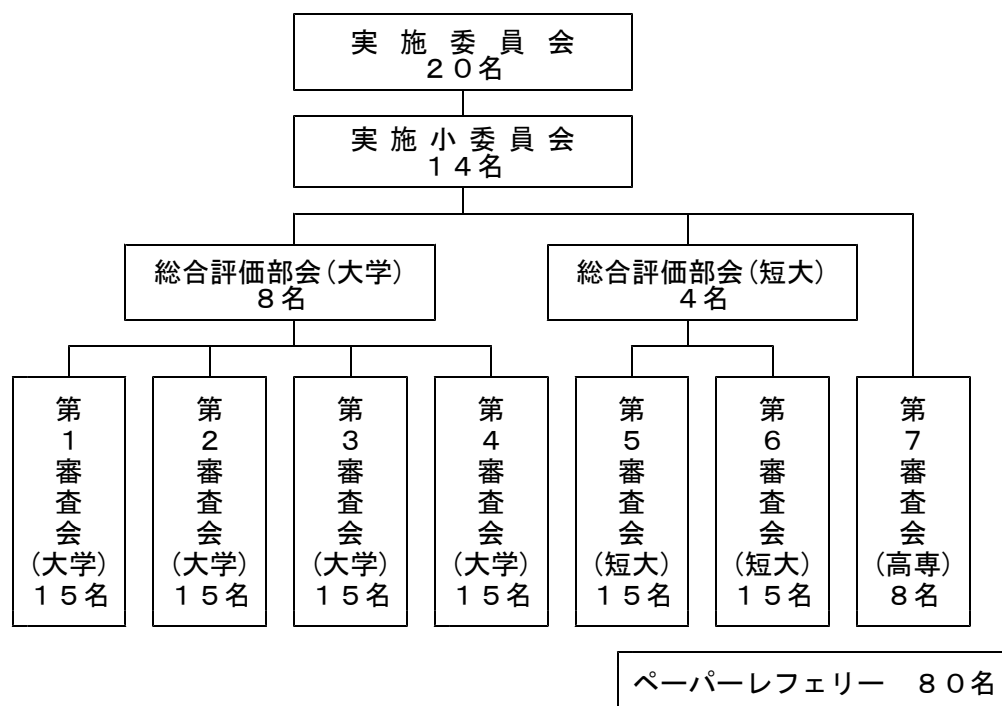 実施委員会
２０名
実施小委員会
１４名
総合評価部会(大学)
８名
総合評価部会(短大)
４名
第１審査会
(大学)
１５名
第２審査会
(大学)
１５名
第３審査会
(大学)
１５名
第４審査会
(大学)
１５名
第５審査会
(短大)
１５名
第６審査会
(短大)
１５名
第７審査会
(高専)
８名
ペーパーレフェリー　８０名